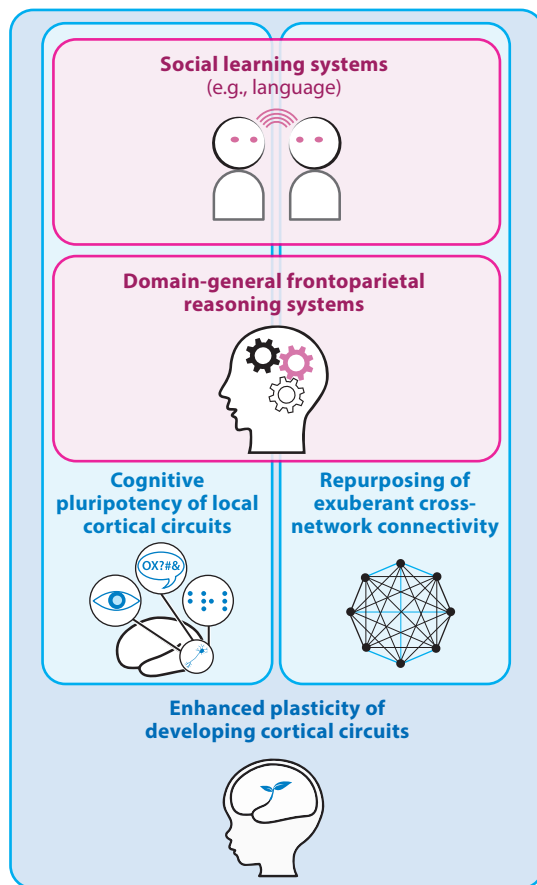 Social learning systems
(e.g., language)
Domain-general frontoparietal
reasoning systems
Cognitive
pluripotency of local
cortical circuits
OX?#&
Repurposing of
exuberant cross-
network connectivity
Enhanced plasticity of
developing cortical circuits